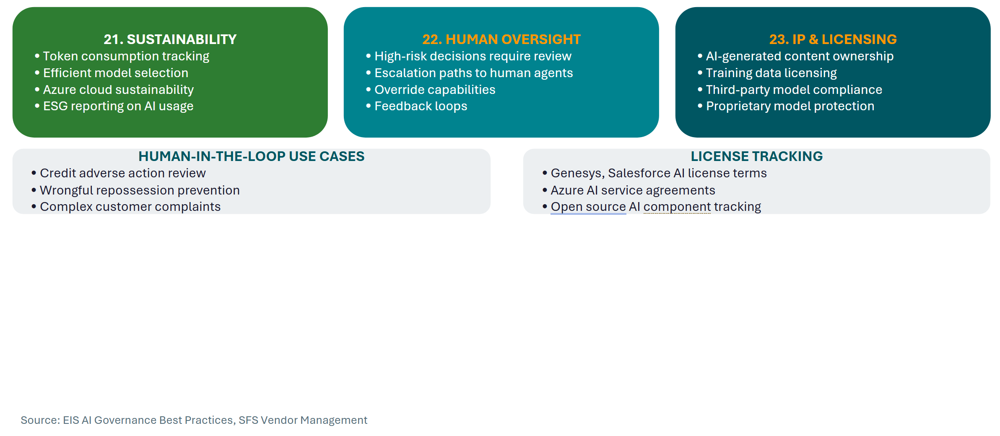 21. SUSTAINABILITY
• Token consumption tracking
• Efficient model selection
• Azure cloud sustainability
• ESG reporting on AI usage
22. HUMAN OVERSIGHT
• High-risk decisions require review
• Escalation paths to human agents
• Override capabilities
• Feedback loops
23. IP & LICENSING
• AI-generated content ownership
• Training data licensing
• Third-party model compliance
• Proprietary model protection
HUMAN-IN-THE-LOOP USE CASES
• Credit adverse action review
• Wrongful repossession prevention
• Complex customer complaints
LICENSE TRACKING
• Genesys, Salesforce AI license terms
• Azure AI service agreements
• Open source AI component tracking
Source: EIS AI Governance Best Practices, SFS Vendor Management